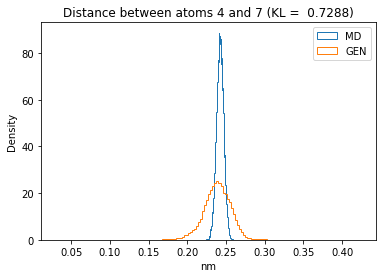 Distance between atoms 4 and 7 (KL =  0.7288)
MD
GEN
Density
80
60
40
20
0
0.05 0.10 0.15 0.20 0.25 0.30 0.35 0.40
nm